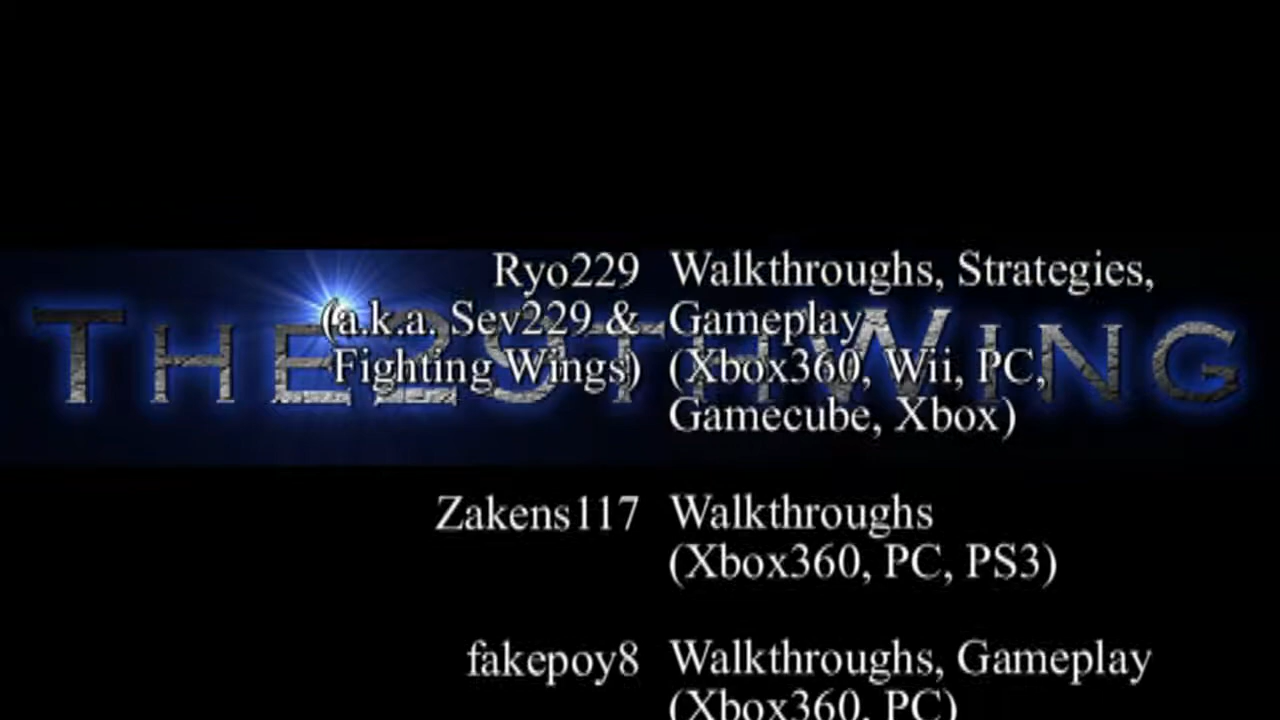 The29thWing
Ryo229 Walkthroughs, Strategies,
(a.k.a. Sev229 & Gameplay
Fighting Wings) (Xbox360, Wii, PC,
Gamecube, Xbox)
Zakens117 Walkthroughs
(Xbox360, PC, PS3)
fakepoy8 Walkthroughs, Gameplay
(Xbox360, PC)